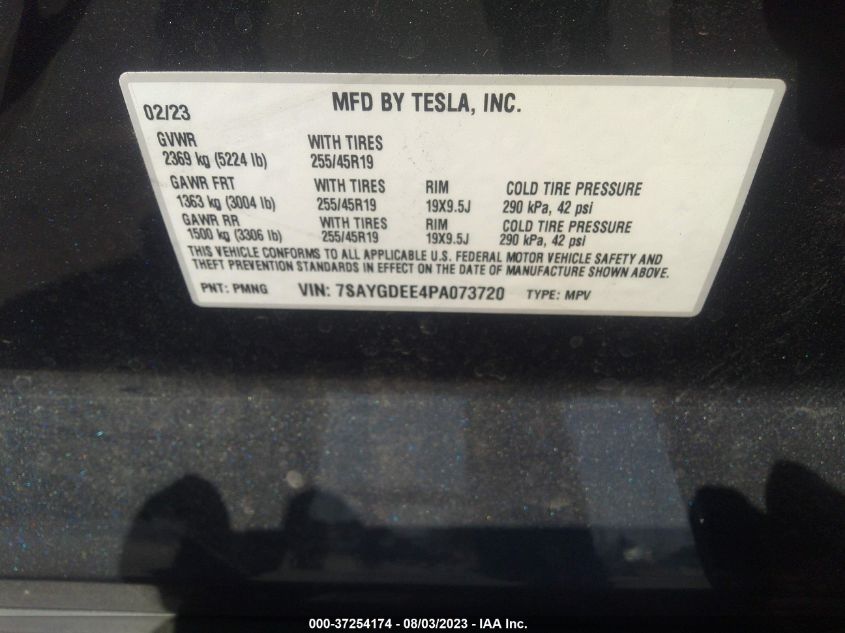 MFD BY TESLA, INC.
02/23
GVWR WITH TIRES
2369 kg (5224 lb) 255/45R19
GAWR FRT WITH TIRES RIM COLD TIRE PRESSURE
1363 kg (3004 lb) 255/45R19 19X9.5J 290 kPa, 42 psi
GAWR RR WITH TIRES RIM COLD TIRE PRESSURE
1500 kg (3306 lb) 255/45R19 19X9.5J 290 kPa, 42 psi
THIS VEHICLE CONFORMS TO ALL APPLICABLE U.S. FEDERAL MOTOR VEHICLE SAFETY AND
THEFT PREVENTION STANDARDS IN EFFECT ON THE DATE OF MANUFACTURE SHOWN ABOVE.
PNT: PMNG VIN: 7SAYGDEE4PA073720 TYPE: MPV
000-37254174 - 08/03/2023 - IAA Inc.